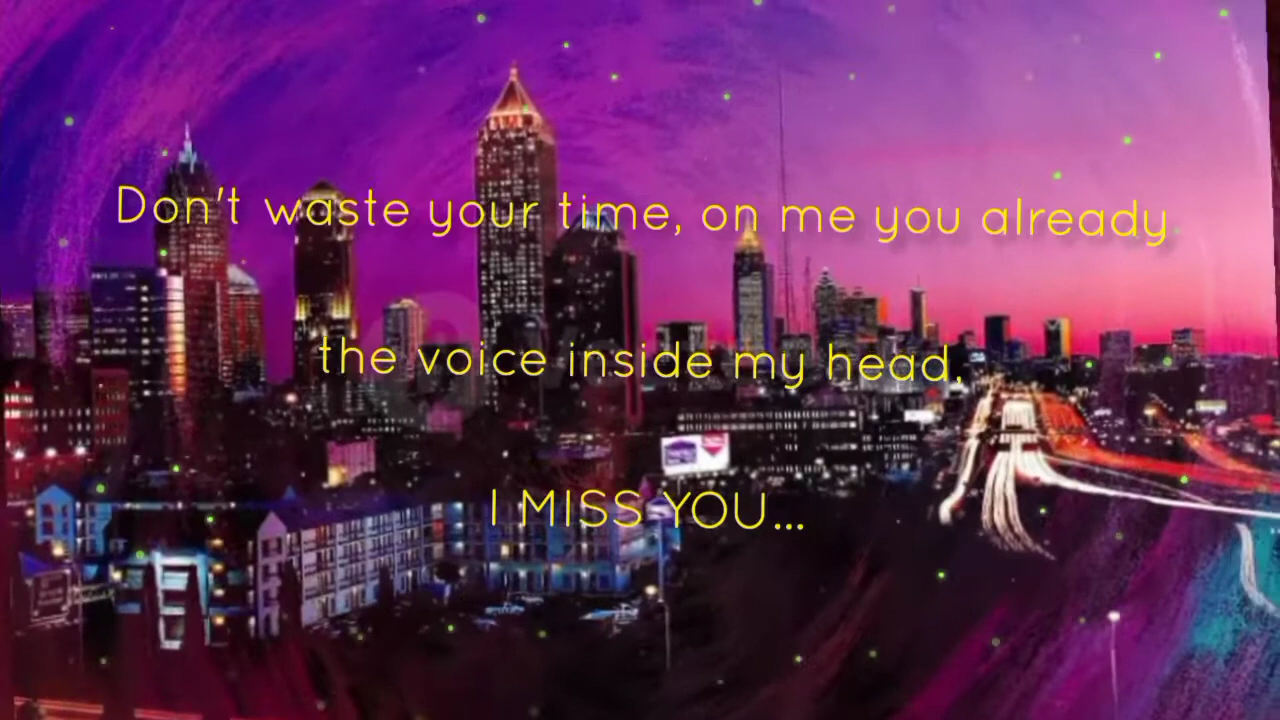 Don't waste your time, on me you already
the voice inside my head,
I MISS YOU...